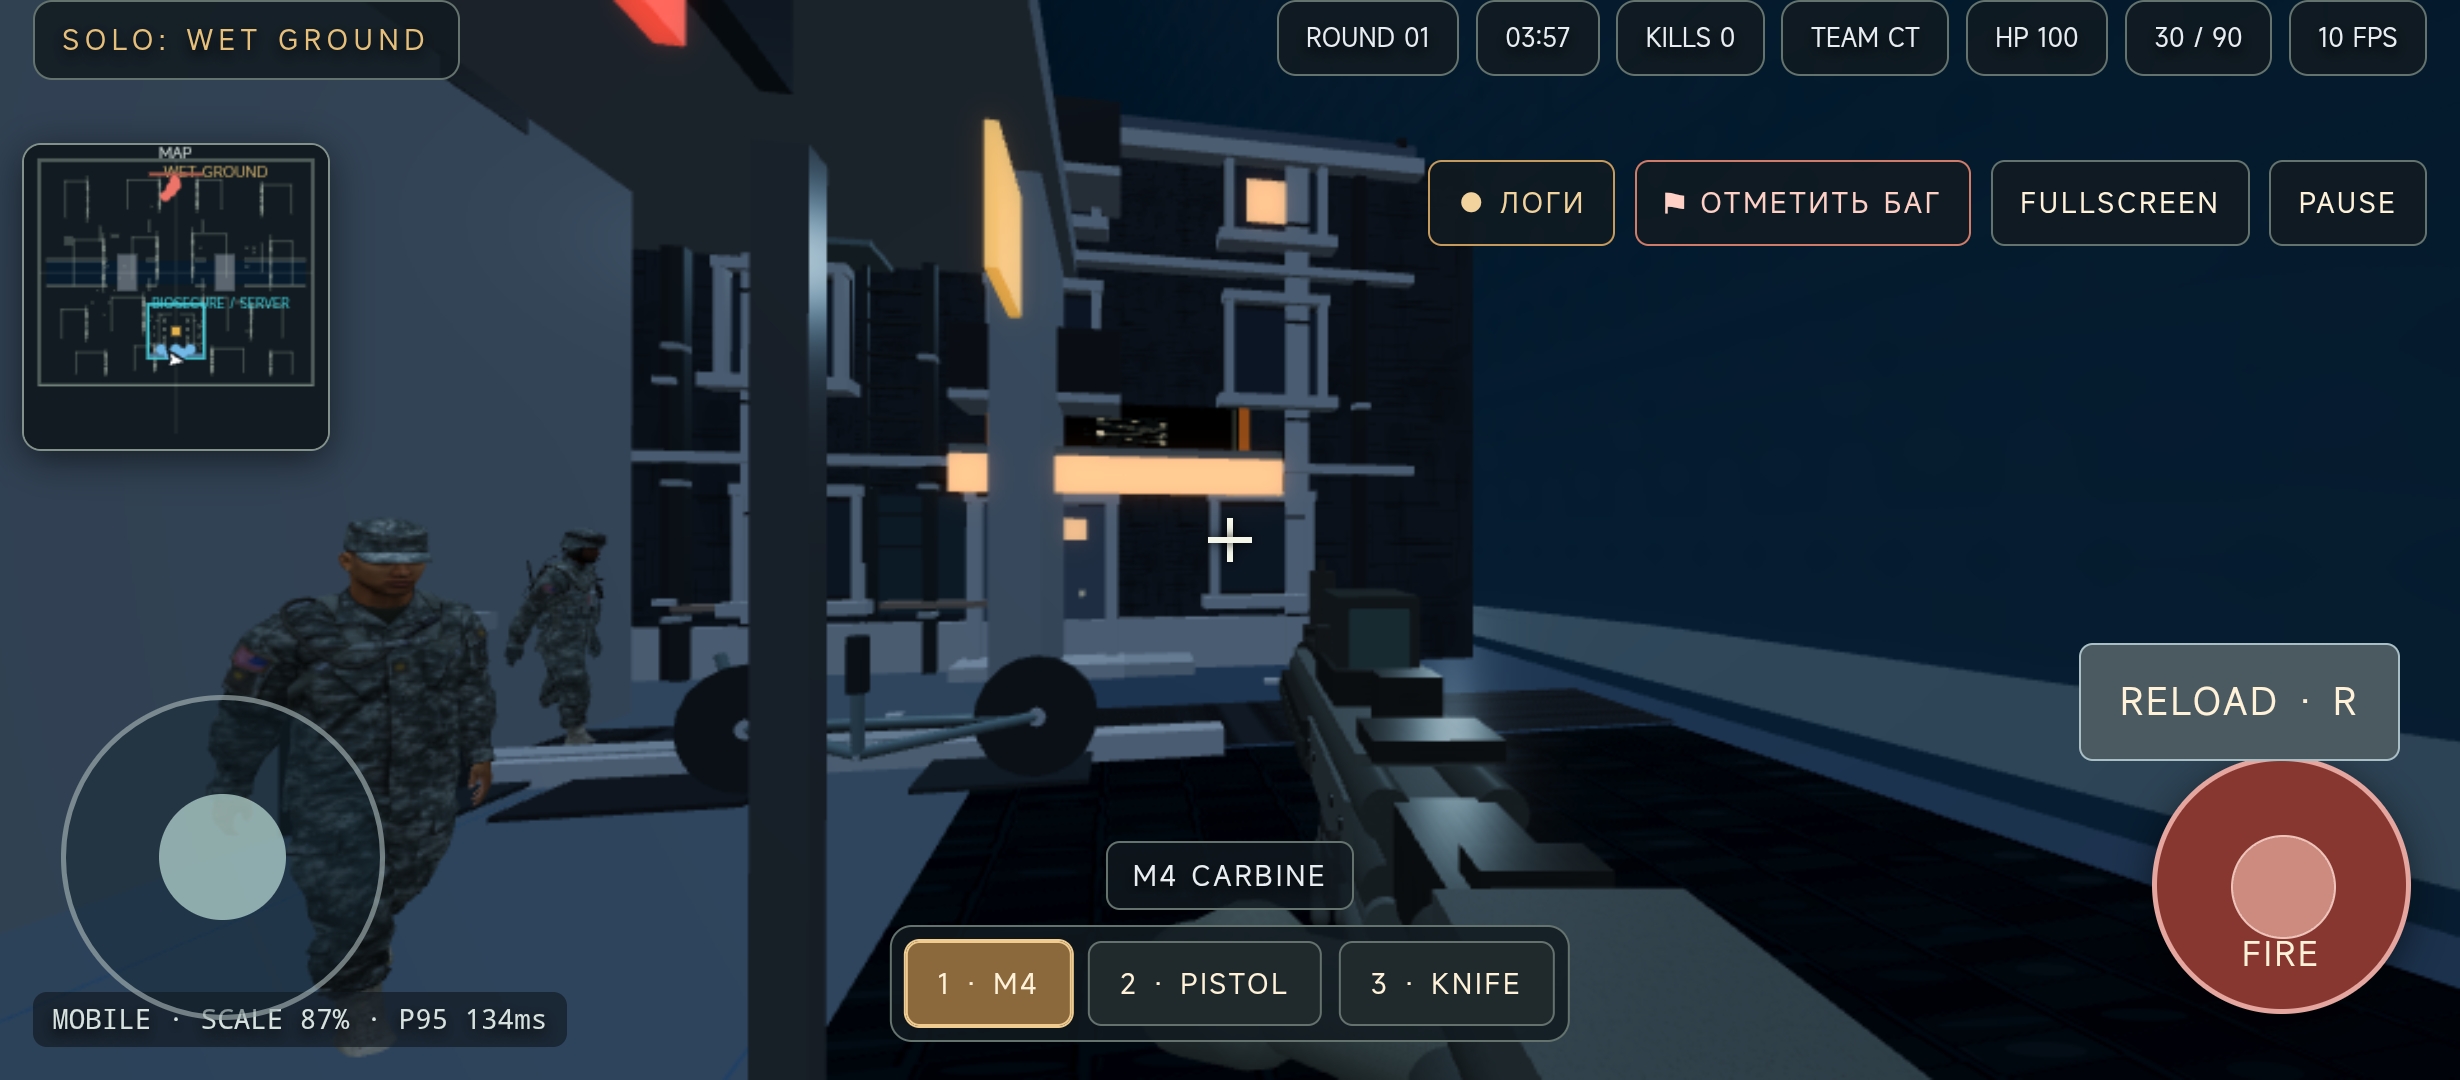 SOLO: WET GROUND
ROUND 01
03:57
KILLS 0
TEAM CT
HP 100
30 / 90
10 FPS
MAP
WET GROUND
BIOSECURE / SERVER
ЛОГИ
ОТМЕТИТЬ БАГ
FULLSCREEN
PAUSE
RELOAD · R
FIRE
M4 CARBINE
1 · M4
2 · PISTOL
3 · KNIFE
MOBILE · SCALE 87% · P95 134ms